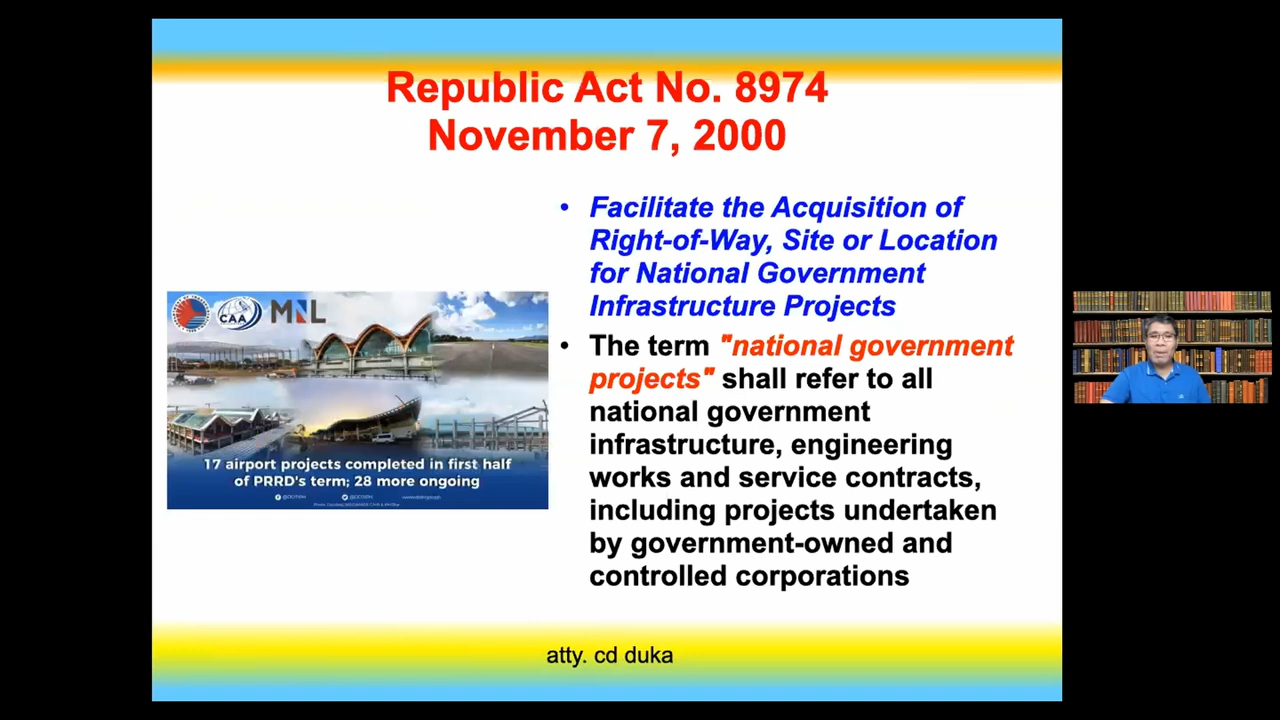 Republic Act No. 8974
November 7, 2000
• Facilitate the Acquisition of
Right-of-Way, Site or Location
for National Government
Infrastructure Projects
• The term "national government
projects" shall refer to all
national government
infrastructure, engineering
works and service contracts,
including projects undertaken
by government-owned and
controlled corporations
CAA
MNL
17 airport projects completed in first half
of PRRD's term; 28 more ongoing
atty. cd duka